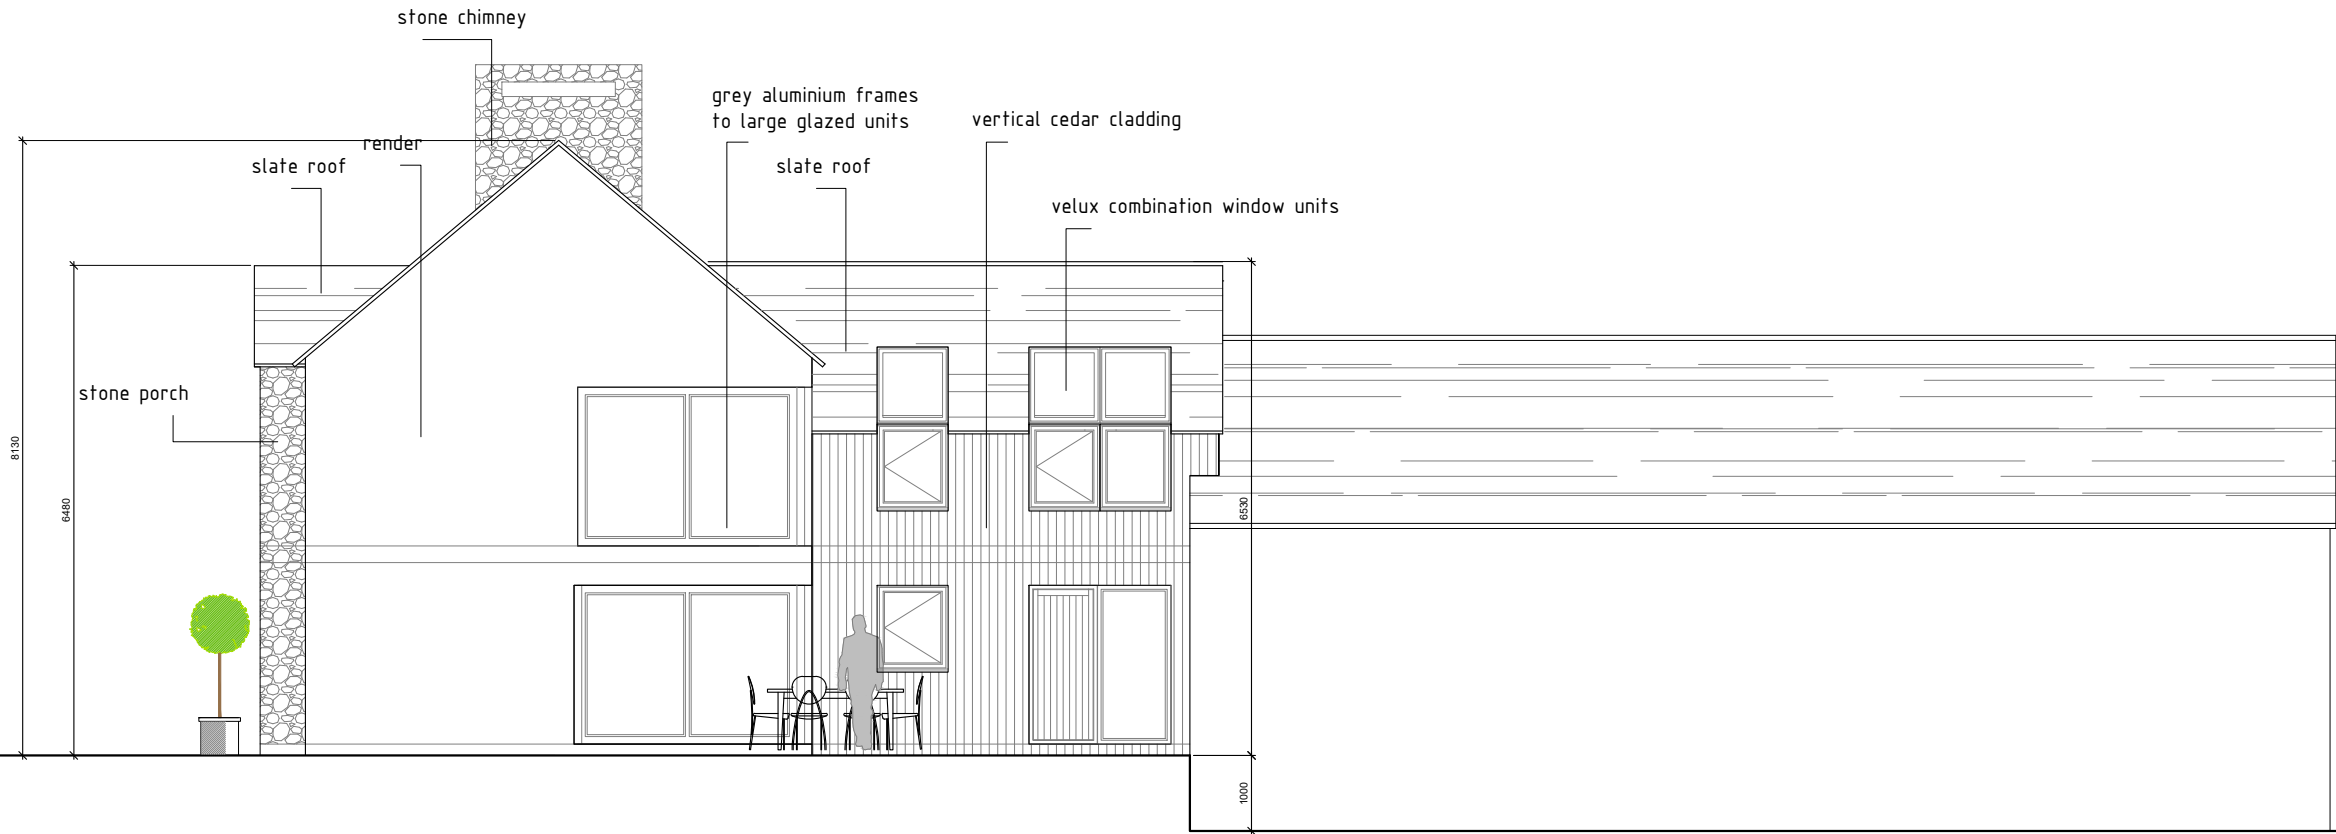 stone chimney
grey aluminium frames
to large glazed units
vertical cedar cladding
render
slate roof
slate roof
velux combination window units
stone porch
8130
6480
6530
1000